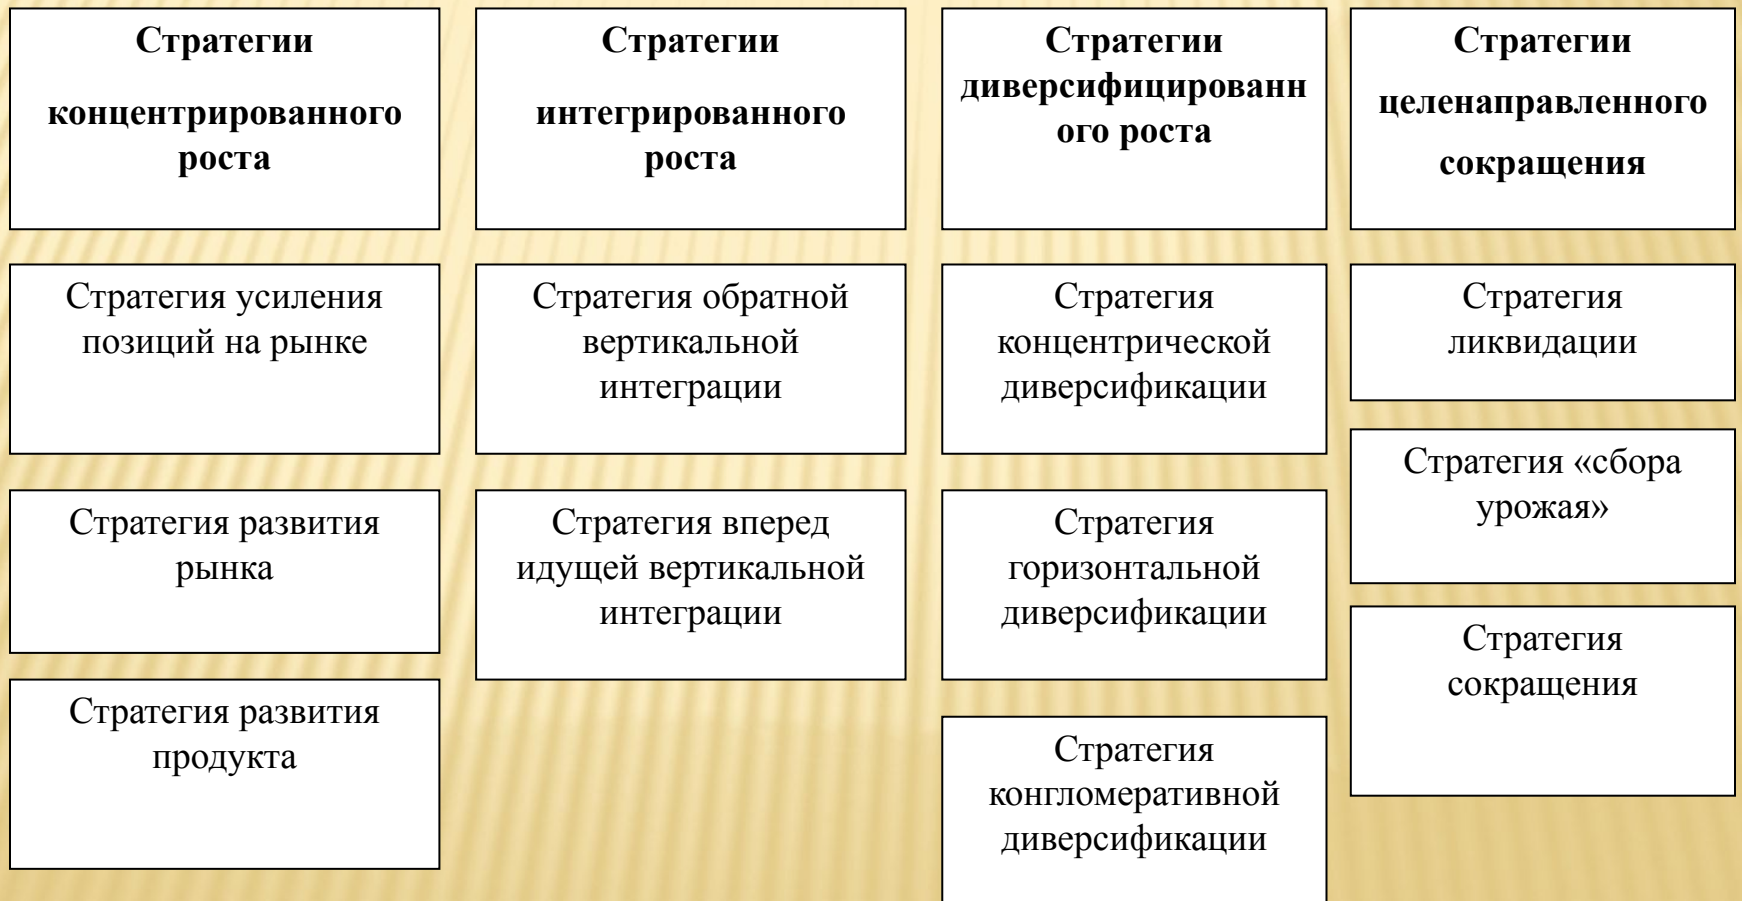 Стратегии
концентрированного
роста
Стратегии
интегрированного
роста
Стратегии
диверсифицированн
ого роста
Стратегии
целенаправленного
сокращения
Стратегия усиления
позиций на рынке
Стратегия обратной
вертикальной
интеграции
Стратегия
концентрической
диверсификации
Стратегия
ликвидации
Стратегия «сбора
урожая»
Стратегия развития
рынка
Стратегия вперед
идущей вертикальной
интеграции
Стратегия
горизонтальной
диверсификации
Стратегия
сокращения
Стратегия развития
продукта
Стратегия
конгломеративной
диверсификации